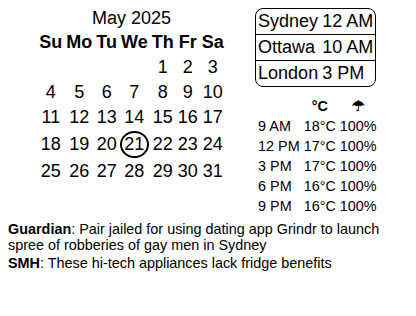 May 2025
Su Mo Tu We Th Fr Sa
1 2 3
4 5 6 7 8 9 10
11 12 13 14 15 16 17
18 19 20 21 22 23 24
25 26 27 28 29 30 31
Sydney 12 AM
Ottawa 10 AM
London 3 PM
°C ☂
9 AM 18°C 100%
12 PM 17°C 100%
3 PM 17°C 100%
6 PM 16°C 100%
9 PM 16°C 100%
Guardian: Pair jailed for using dating app Grindr to launch
spree of robberies of gay men in Sydney
SMH: These hi-tech appliances lack fridge benefits